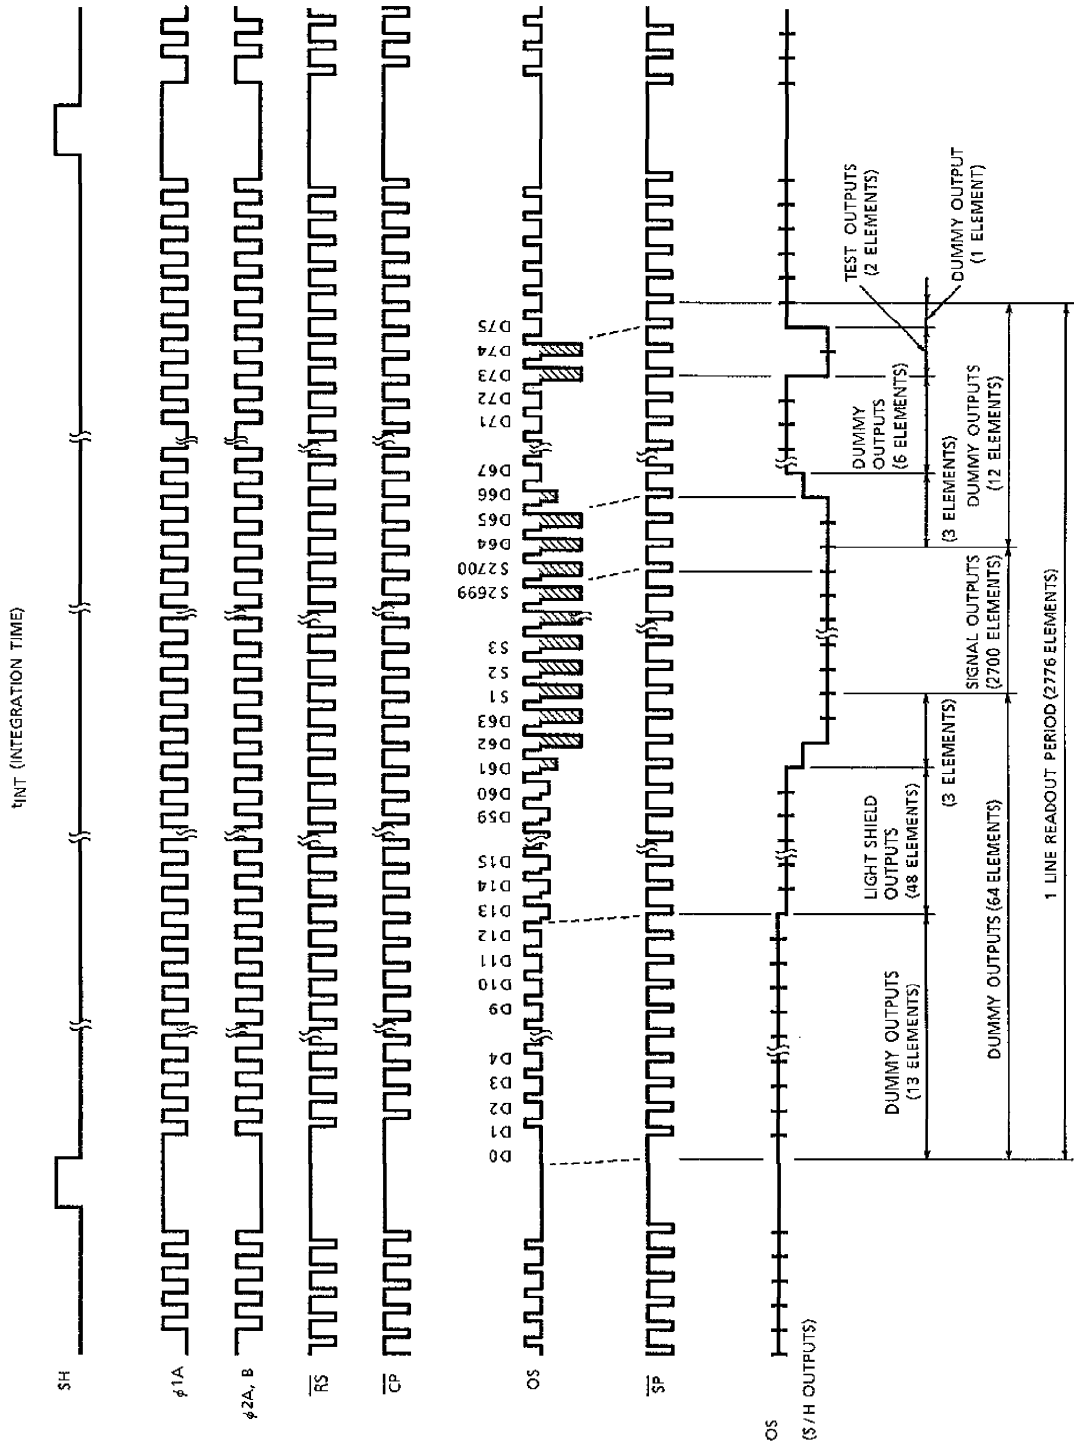 tINT (INTEGRATION TIME)
SH
φ1A
φ2A, B
RS
CP
OS
D0
D1
D2
D3
D4
D9
D10
D11
D12
D13
D14
D15
D59
D60
D61
D62
D63
S1
S2
S3
S2699
S2700
D64
D65
D66
D67
D71
D72
D73
D74
D75
SP
OS
(S/H OUTPUTS)
DUMMY OUTPUTS
(13 ELEMENTS)
LIGHT SHIELD
OUTPUTS
(48 ELEMENTS)
(3 ELEMENTS)
DUMMY OUTPUTS (64 ELEMENTS)
SIGNAL OUTPUTS
(2700 ELEMENTS)
(3 ELEMENTS)
DUMMY
OUTPUTS
(6 ELEMENTS)
DUMMY OUTPUTS
(12 ELEMENTS)
TEST OUTPUTS
(2 ELEMENTS)
DUMMY OUTPUT
(1 ELEMENT)
1 LINE READOUT PERIOD (2776 ELEMENTS)